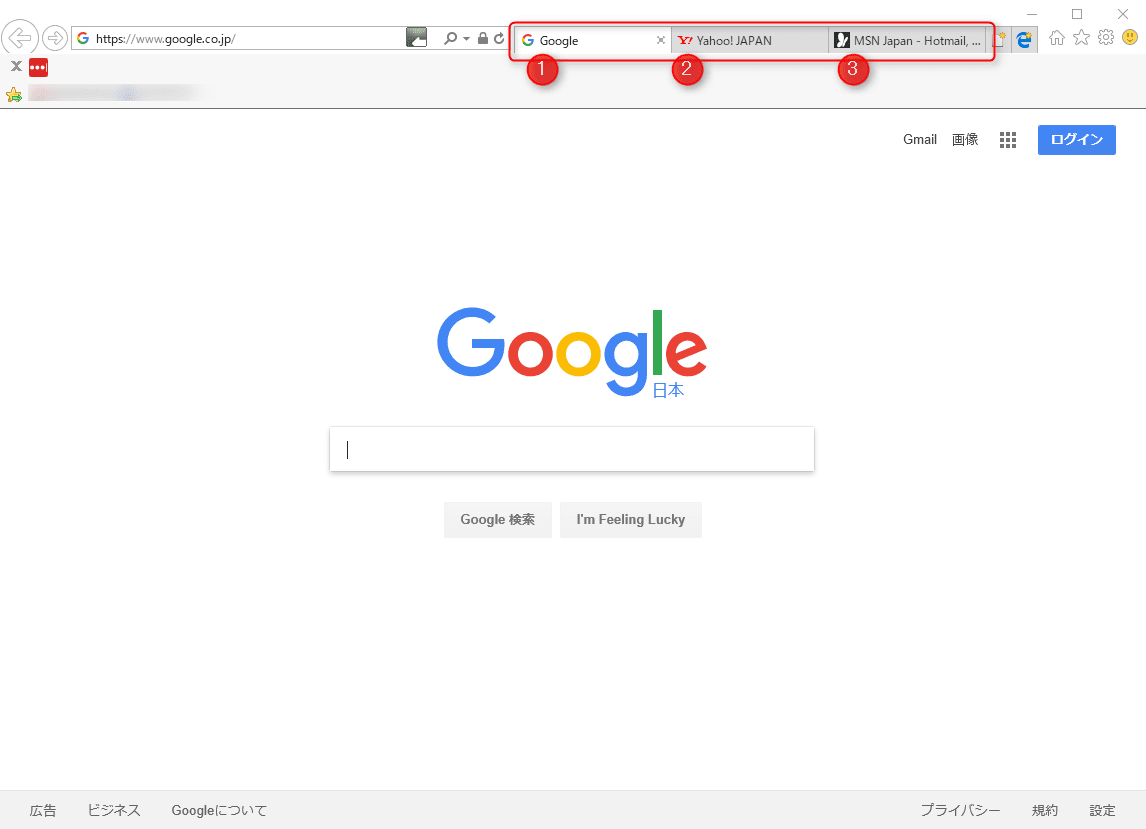 https://www.google.co.jp/
Google
Yahoo! JAPAN
MSN Japan - Hotmail, ...
1
2
3
Gmail
画像
ログイン
Google
日本
Google 検索
I'm Feeling Lucky
広告
ビジネス
Googleについて
プライバシー
規約
設定